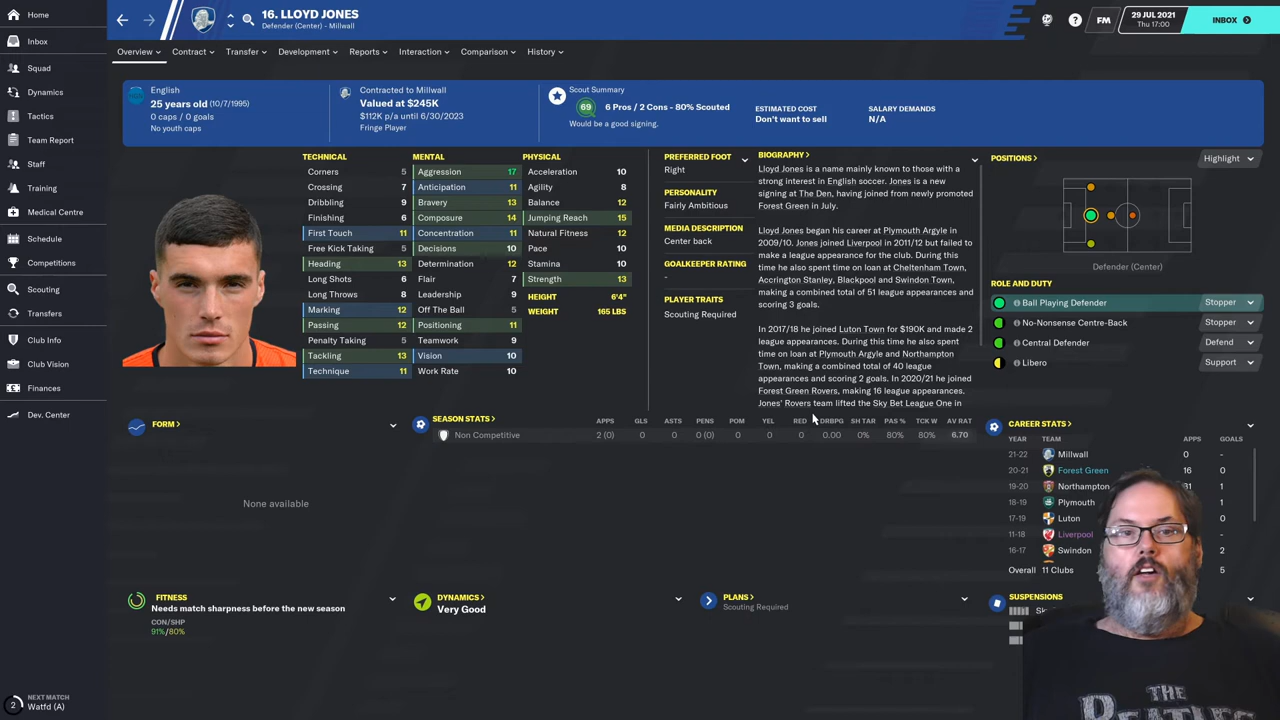 Home
16. LLOYD JONES
Defender (Center) - Millwall
FM
29 JUL 2021
Thu 17:00
INBOX
Inbox
Overview
Contract
Transfer
Development
Reports
Interaction
Comparison
History
Squad
Dynamics
Tactics
Team Report
Staff
Training
Medical Centre
Schedule
Competitions
Scouting
Transfers
Club Info
Club Vision
Finances
Dev. Center
NEXT MATCH
2 Watfd (A)
English
25 years old (10/7/1995)
0 caps / 0 goals
No youth caps
Contracted to Millwall
Valued at $245K
$112K p/a until 6/30/2023
Fringe Player
Scout Summary
69 6 Pros / 2 Cons - 80% Scouted
Would be a good signing.
ESTIMATED COST
Don't want to sell
SALARY DEMANDS
N/A
TECHNICAL
Corners 5
Crossing 7
Dribbling 9
Finishing 6
First Touch 11
Free Kick Taking 5
Heading 13
Long Shots 6
Long Throws 8
Marking 12
Passing 12
Penalty Taking 5
Tackling 13
Technique 11
MENTAL
Aggression 17
Anticipation 11
Bravery 13
Composure 14
Concentration 11
Decisions 10
Determination 12
Flair 7
Leadership 9
Off The Ball 5
Positioning 11
Teamwork 9
Vision 10
Work Rate 10
PHYSICAL
Acceleration 10
Agility 8
Balance 12
Jumping Reach 15
Natural Fitness 12
Pace 10
Stamina 10
Strength 13
HEIGHT 6'4"
WEIGHT 165 LBS
PREFERRED FOOT
Right
PERSONALITY
Fairly Ambitious
MEDIA DESCRIPTION
Center back
GOALKEEPER RATING
-
PLAYER TRAITS
Scouting Required
BIOGRAPHY >
Lloyd Jones is a name mainly known to those with a
strong interest in English soccer. Jones is a new
signing at The Den, having joined from newly promoted
Forest Green in July.
Lloyd Jones began his career at Plymouth Argyle in
2009/10. Jones joined Liverpool in 2011/12 but failed to
make a league appearance for the club. During this
time he also spent time on loan at Cheltenham Town,
Accrington Stanley, Blackpool and Swindon Town,
making a combined total of 51 league appearances and
scoring 3 goals.
In 2017/18 he joined Luton Town for $190K and made 2
league appearances. During this time he also spent
time on loan at Plymouth Argyle and Northampton
Town, making a combined total of 40 league
appearances and scoring 2 goals. In 2020/21 he joined
Forest Green Rovers, making 16 league appearances.
Jones' Rovers team lifted the Sky Bet League One in
POSITIONS >
Highlight
Defender (Center)
ROLE AND DUTY
Ball Playing Defender Stopper
No-Nonsense Centre-Back Stopper
Central Defender Defend
Libero Support
FORM >
None available
SEASON STATS >
APPS GLS ASTS PENS POM YEL RED DRBPG SH TAR PAS % TCK W AV RAT
Non Competitive 2 (0) 0 0 0 (0) 0 0 0 0.00 0% 80% 80% 6.70
CAREER STATS >
YEAR TEAM APPS GOALS
21-22 Millwall 0 -
20-21 Forest Green 16 0
19-20 Northampton 31 1
18-19 Plymouth 1
17-19 Luton 0
11-18 Liverpool -
16-17 Swindon 2
Overall 11 Clubs 5
FITNESS
Needs match sharpness before the new season
CON/SHP
91%/80%
DYNAMICS >
Very Good
PLANS >
Scouting Required
SUSPENSIONS
THE
BEATLES